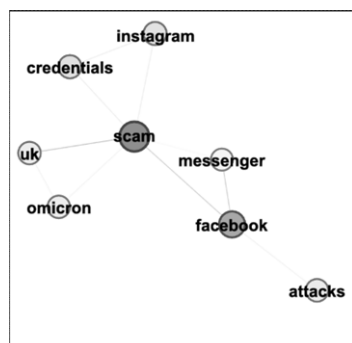 instagram
credentials
scam
uk
messenger
omicron
facebook
attacks